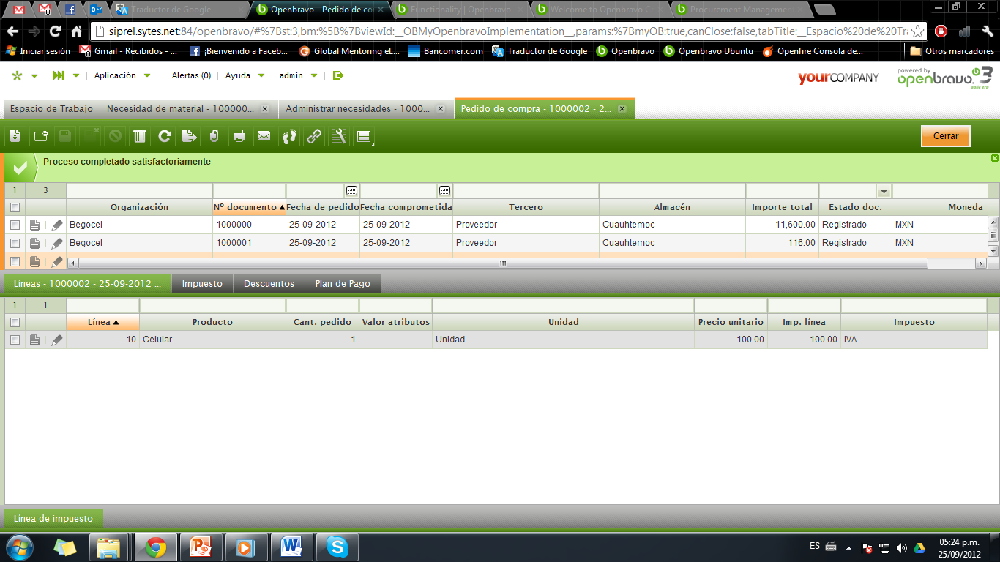 Traductor de Google
Openbravo - Pedido de co
Functionality | Openbravo
Welcome to Openbravo C
Procurement Management
siprel.sytes.net:84/openbravo/#%7Bst:3,bm:%5B%7BviewId:__OBMyOpenbravoImplementation__,params:%7BmyOB:true,canClose:false,tabTitle:__Espacio%20de%20Tra
Iniciar sesión
Gmail - Recibidos - ...
¡Bienvenido a Faceb...
Global Mentoring eL...
Bancomer.com
Traductor de Google
Openbravo
Openbravo Ubuntu
Openfire Consola de...
Otros marcadores
Aplicación
Alertas (0)
Ayuda
admin
yourCOMPANY
powered by
openbravo 3
agile erp
Espacio de Trabajo
Necesidad de material - 100000...
Administrar necesidades - 1000...
Pedido de compra - 1000002 - 2...
Cerrar
Proceso completado satisfactoriamente
1 3
Organización Nº documento Fecha de pedido Fecha comprometida Tercero Almacén Importe total Estado doc. Moneda
Begocel 1000000 25-09-2012 25-09-2012 Proveedor Cuauhtemoc 11,600.00 Registrado MXN
Begocel 1000001 25-09-2012 25-09-2012 Proveedor Cuauhtemoc 116.00 Registrado MXN
Lineas - 1000002 - 25-09-2012 ...
Impuesto
Descuentos
Plan de Pago
1 1
Línea Producto Cant. pedido Valor atributos Unidad Precio unitario Imp. línea Impuesto
10 Celular 1 Unidad 100.00 100.00 IVA
Linea de impuesto
ES
05:24 p.m.
25/09/2012